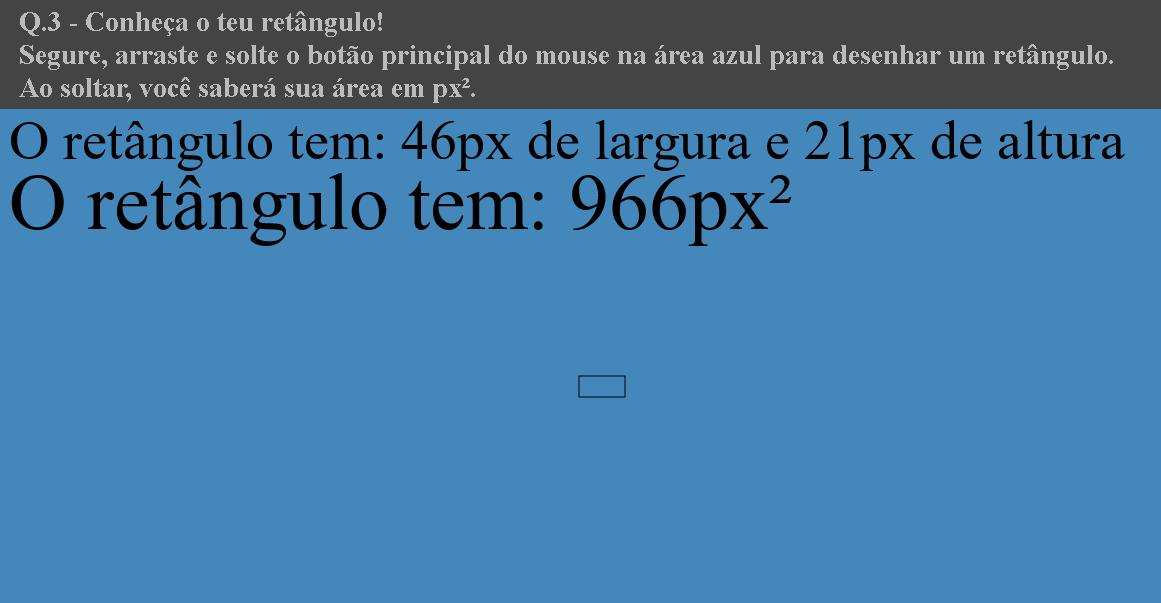 Q.3 - Conheça o teu retângulo!
Segure, arraste e solte o botão principal do mouse na área azul para desenhar um retângulo.
Ao soltar, você saberá sua área em px².
O retângulo tem: 46px de largura e 21px de altura
O retângulo tem: 966px²